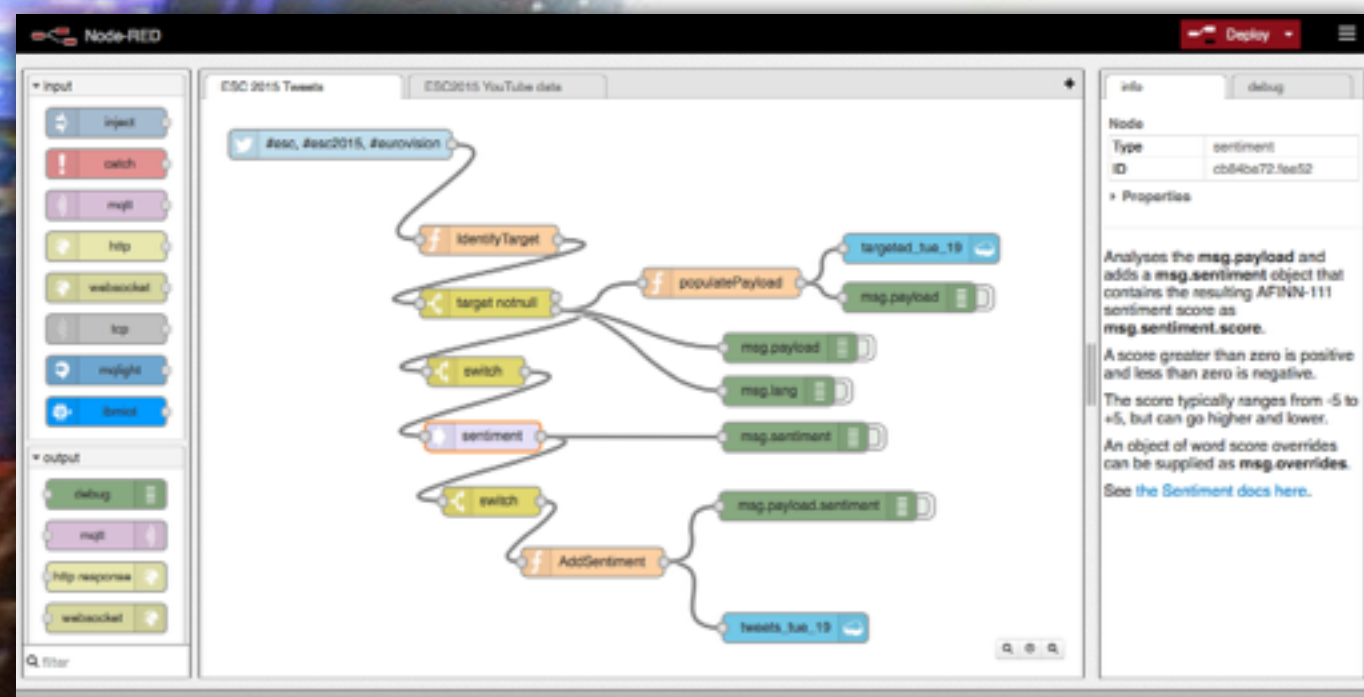 Node-RED
Deploy
input
inject
catch
mqtt
http
websocket
tcp
mqlight
ibmiot
output
debug
mqtt
http response
websocket
filter
ESC 2015 Tweets
ESC2015 YouTube data
#esc, #esc2015, #eurovision
IdentifyTarget
target notnull
populatePayload
targeted_tue_19
msg.payload
msg.payload
switch
msg.lang
sentiment
msg.sentiment
switch
msg.payload.sentiment
AddSentiment
tweets_tue_19
info
debug
Node
Type sentiment
ID cb84be72.fee52
Properties
Analyses the msg.payload and
adds a msg.sentiment object that
contains the resulting AFINN-111
sentiment score as
msg.sentiment.score.
A score greater than zero is positive
and less than zero is negative.
The score typically ranges from -5 to
+5, but can go higher and lower.
An object of word score overrides
can be supplied as msg.overrides.
See the Sentiment docs here.